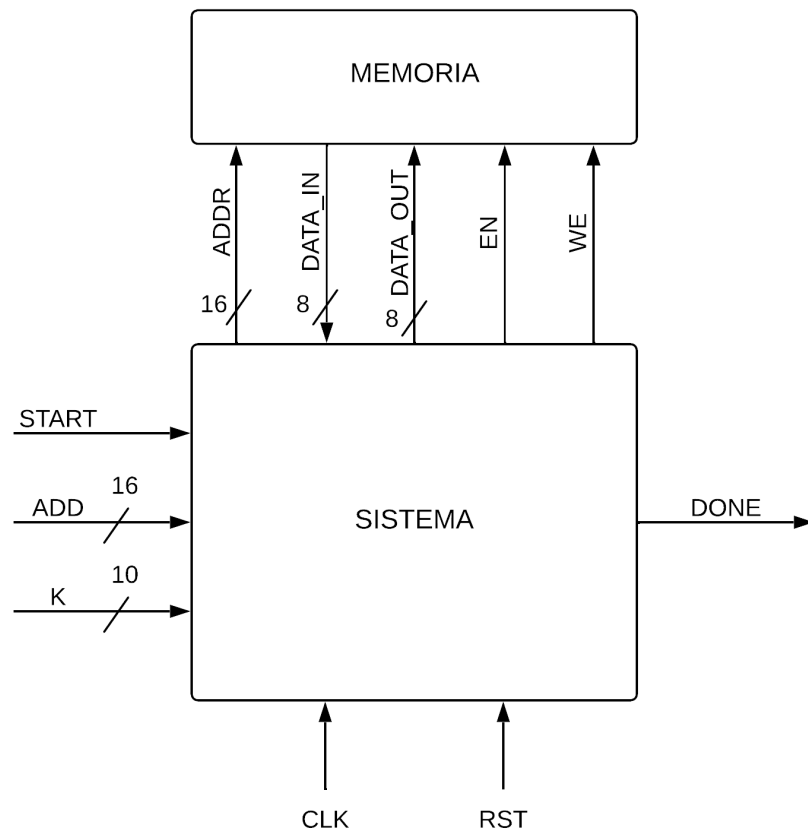 MEMORIA
ADDR
DATA_IN
DATA_OUT
EN
WE
16
8
8
START
16
ADD
SISTEMA
DONE
10
K
CLK
RST